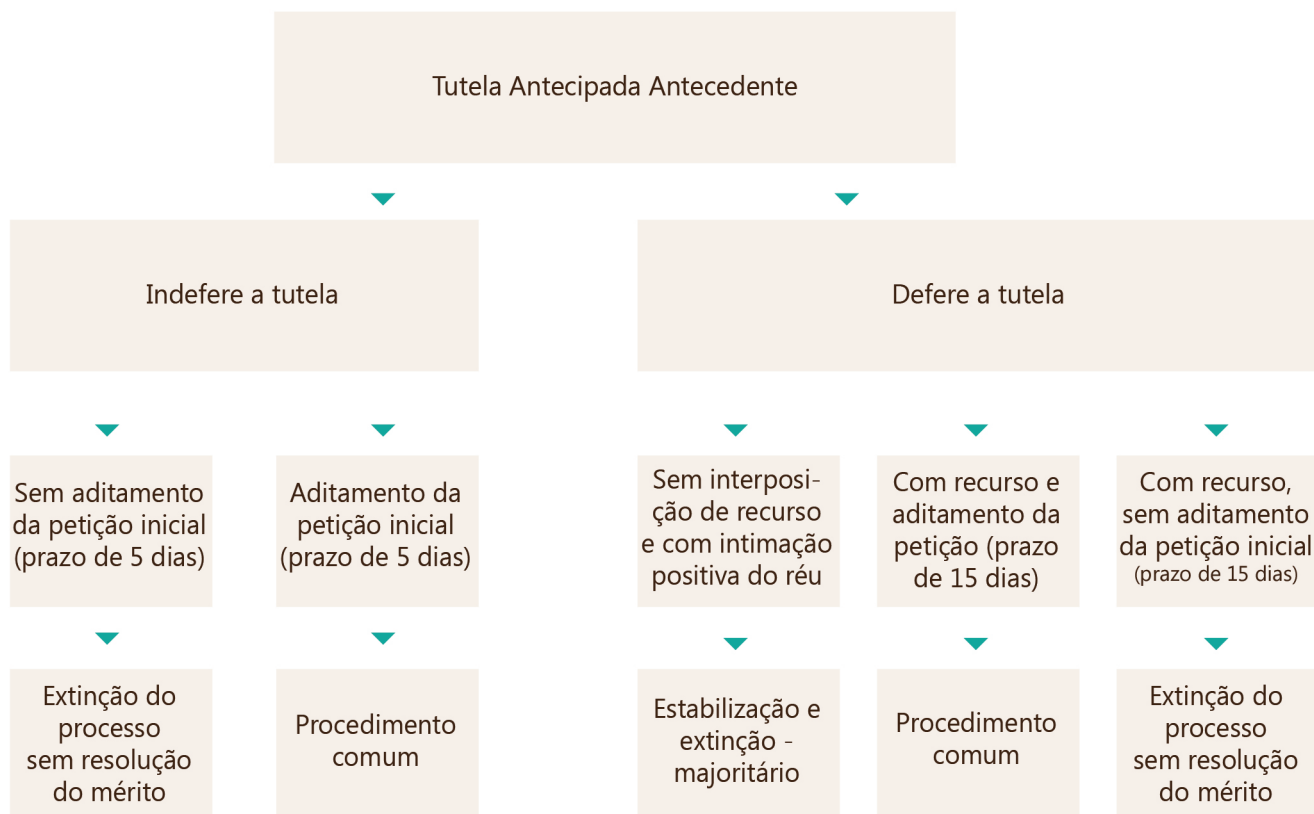 Tutela Antecipada Antecedente
Indefere a tutela
Defere a tutela
Sem aditamento
da petição inicial
(prazo de 5 dias)
Aditamento da
petição inicial
(prazo de 5 dias)
Sem interposi-
ção de recurso
e com intimação
positiva do réu
Com recurso e
aditamento da
petição (prazo
de 15 dias)
Com recurso,
sem aditamento
da petição inicial
(prazo de 15 dias)
Extinção do
processo
sem resolução
do mérito
Procedimento
comum
Estabilização e
extinção -
majoritário
Procedimento
comum
Extinção do
processo
sem resolução
do mérito